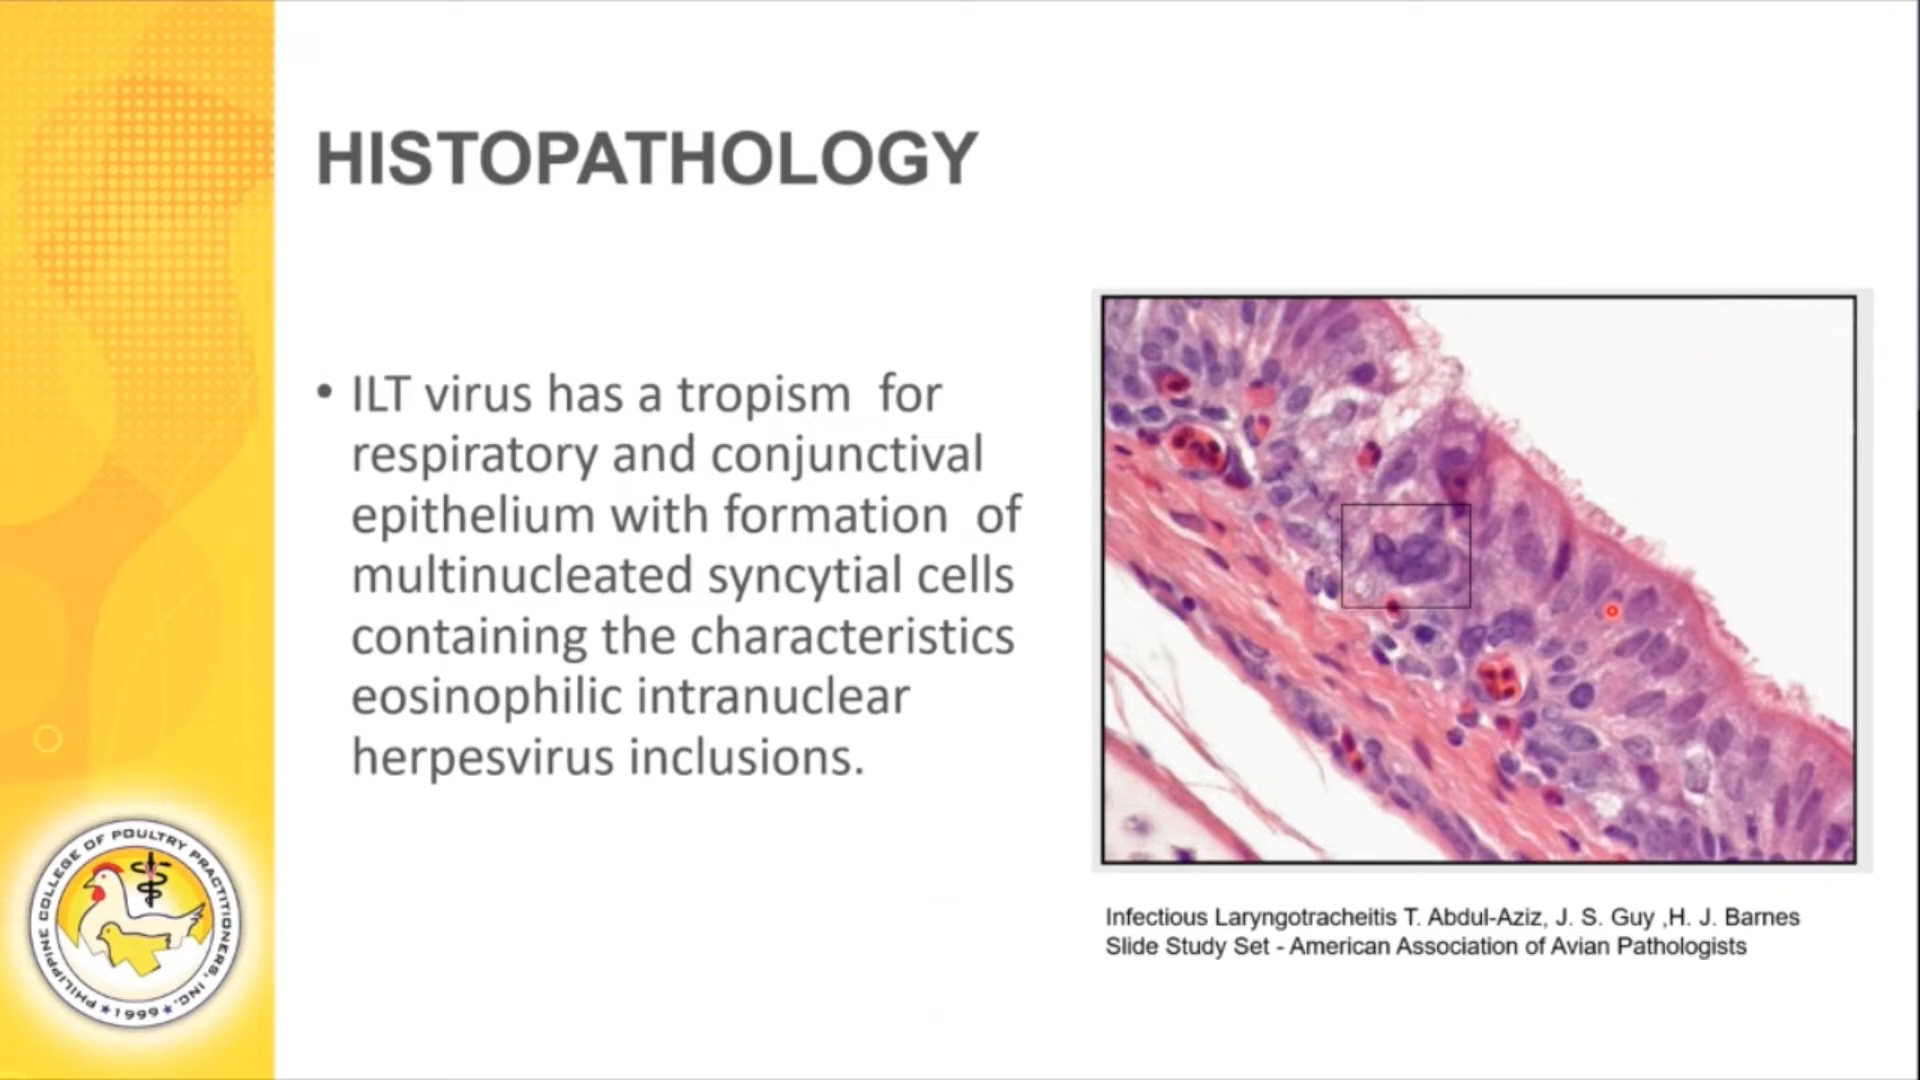 HISTOPATHOLOGY
• ILT virus has a tropism for
respiratory and conjunctival
epithelium with formation of
multinucleated syncytial cells
containing the characteristics
eosinophilic intranuclear
herpesvirus inclusions.
Infectious Laryngotracheitis T. Abdul-Aziz, J. S. Guy ,H. J. Barnes
Slide Study Set - American Association of Avian Pathologists
PHILIPPINE COLLEGE OF POULTRY PRACTITIONERS, INC.
★1999★